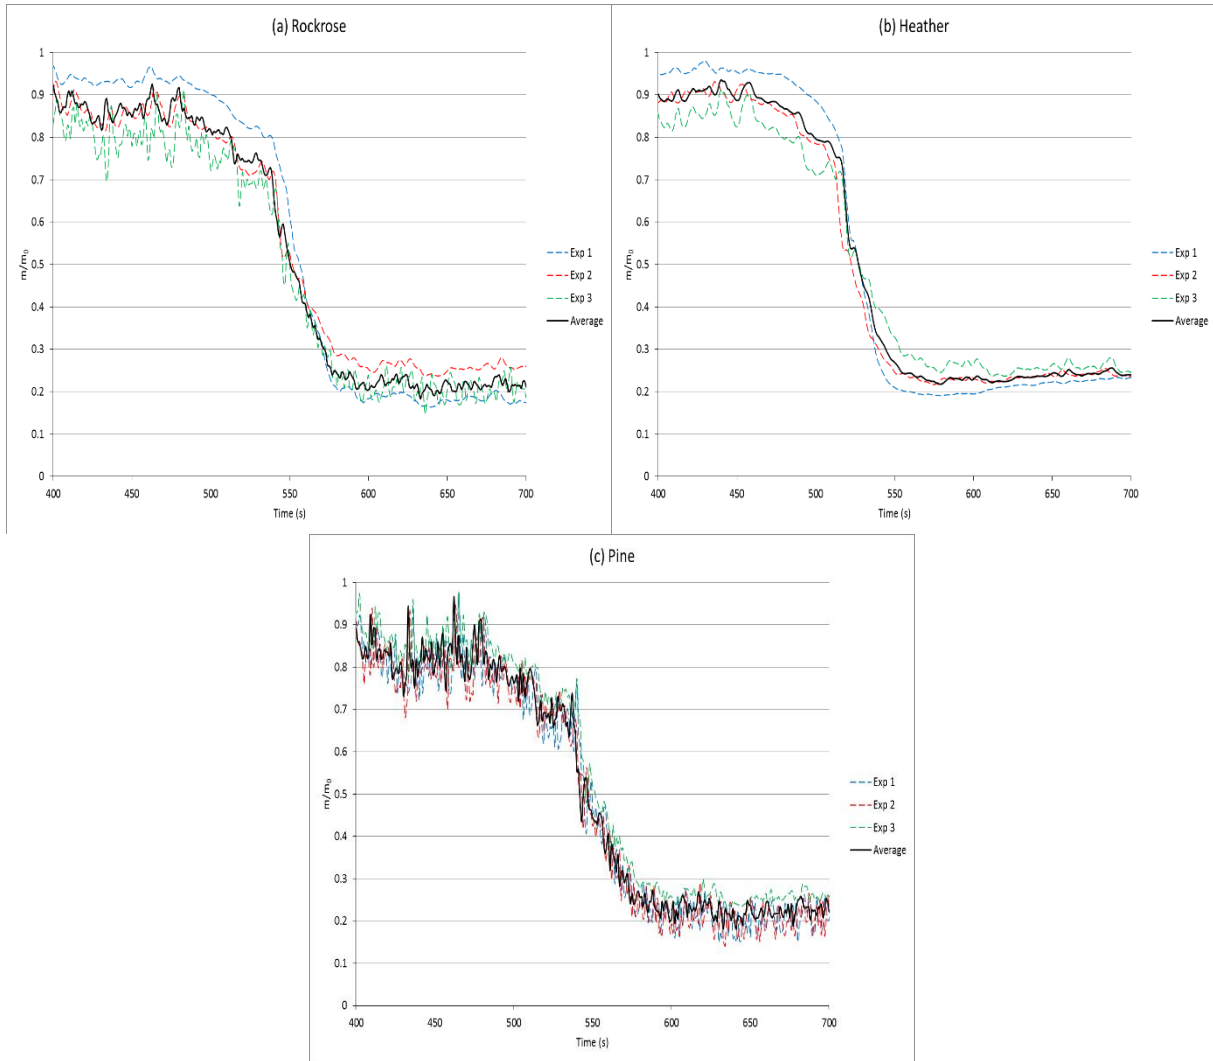 (a) Rockrose
1
0.9
0.8
0.7
0.6
0.5
0.4
0.3
0.2
0.1
0
m/m₀
400 450 500 550 600 650 700
Time (s)
Exp 1
Exp 2
Exp 3
Average
(b) Heather
1
0.9
0.8
0.7
0.6
0.5
0.4
0.3
0.2
0.1
0
m/m₀
400 450 500 550 600 650 700
Time (s)
Exp 1
Exp 2
Exp 3
Average
(c) Pine
1
0.9
0.8
0.7
0.6
0.5
0.4
0.3
0.2
0.1
0
m/m₀
400 450 500 550 600 650 700
Time (s)
Exp 1
Exp 2
Exp 3
Average